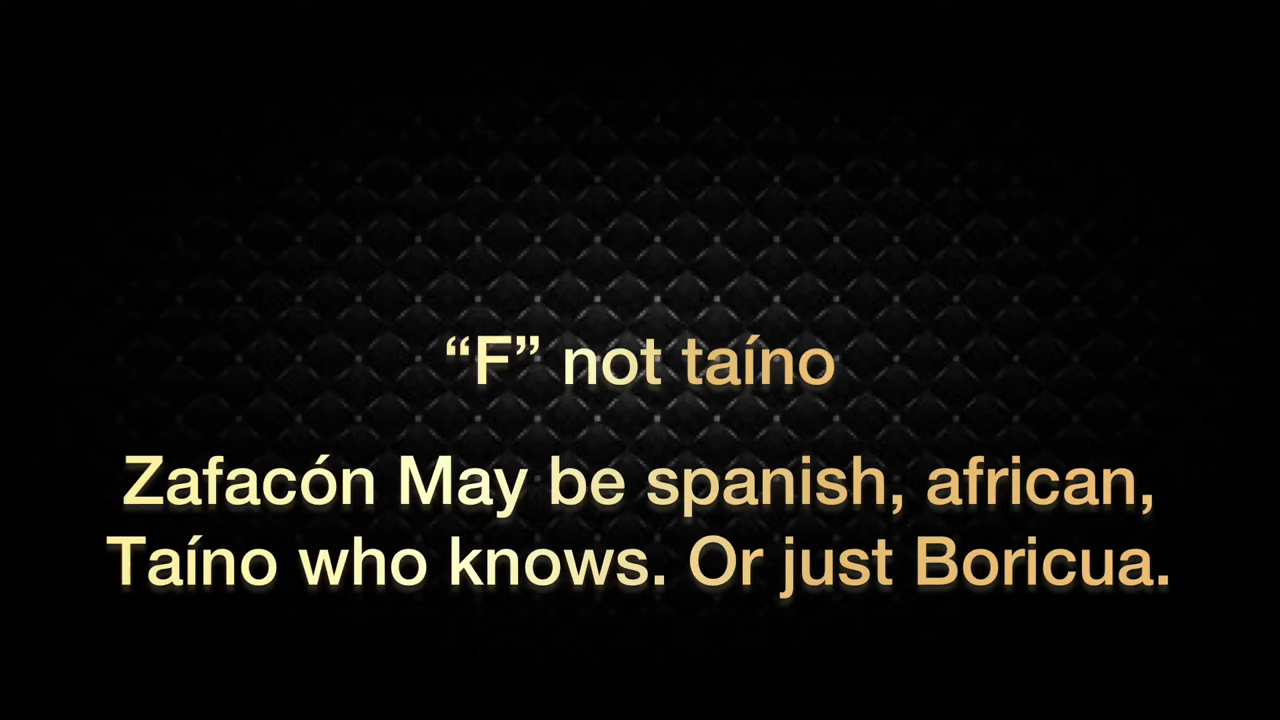 “F” not taíno
Zafacón May be spanish, african,
Taíno who knows. Or just Boricua.